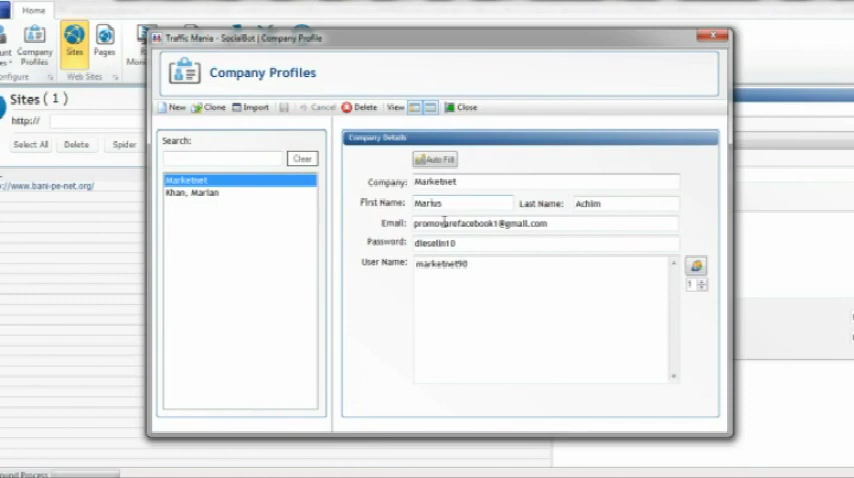 Home
Traffic Mania - SocialBot | Company Profile
Company Profiles
Company
Profiles
Sites
Pages
Web Sites
New Clone Import Cancel Delete View Close
Sites ( 1 )
http://
Select All Delete Spider
www.bani-pe-net.org/
Search:
Clear
Marketnet
Khan, Marian
Company Details
Auto Fill
Company: Marketnet
First Name: Marius Last Name: Achim
Email: promovarefacebook1@gmail.com
Password: dieselin10
User Name: marketnet90
Process